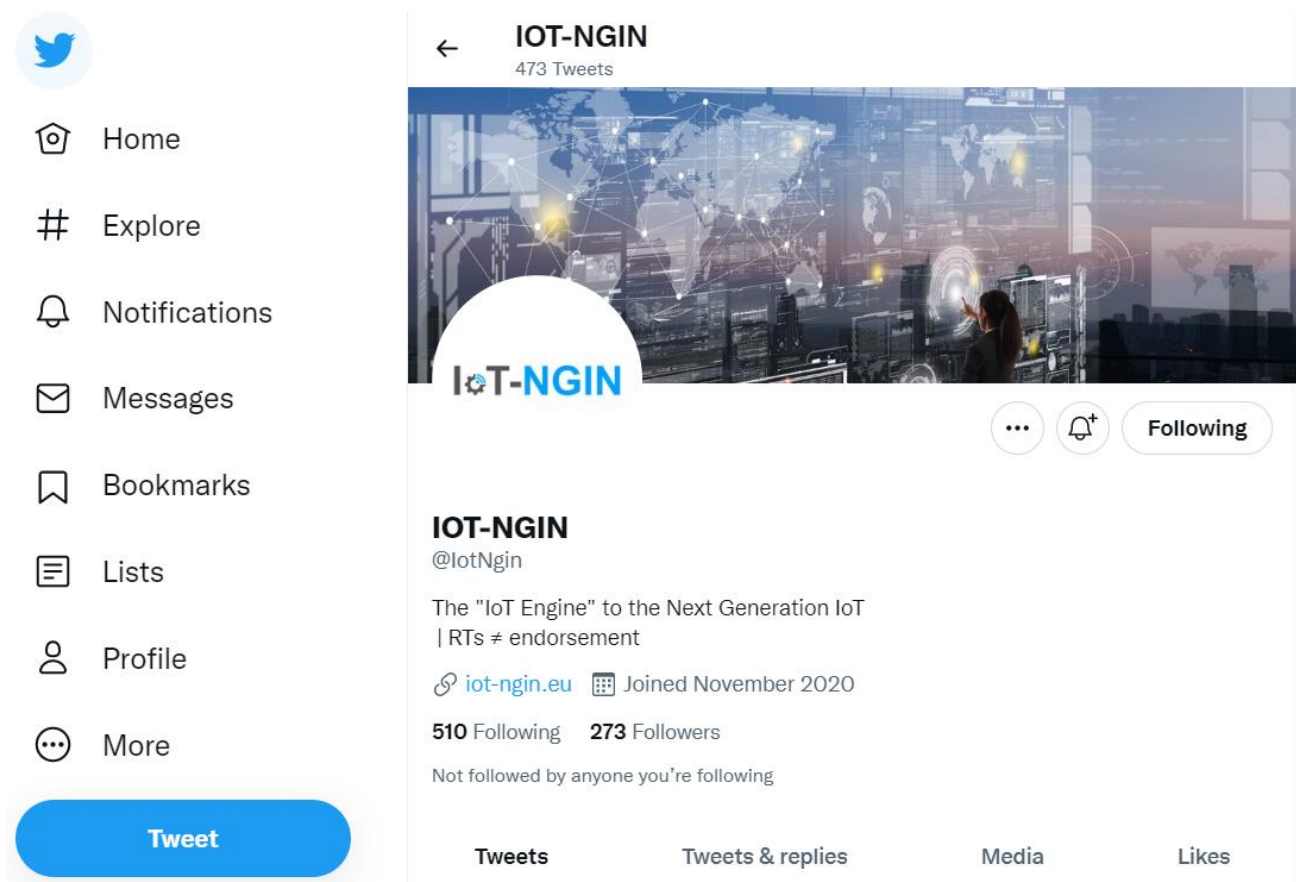 Home
Explore
Notifications
Messages
Bookmarks
Lists
Profile
More
Tweet
IOT-NGIN
473 Tweets
IoT-NGIN
Following
IOT-NGIN
@IotNgin
The "IoT Engine" to the Next Generation IoT
| RTs ≠ endorsement
iot-ngin.eu Joined November 2020
510 Following 273 Followers
Not followed by anyone you’re following
Tweets Tweets & replies Media Likes